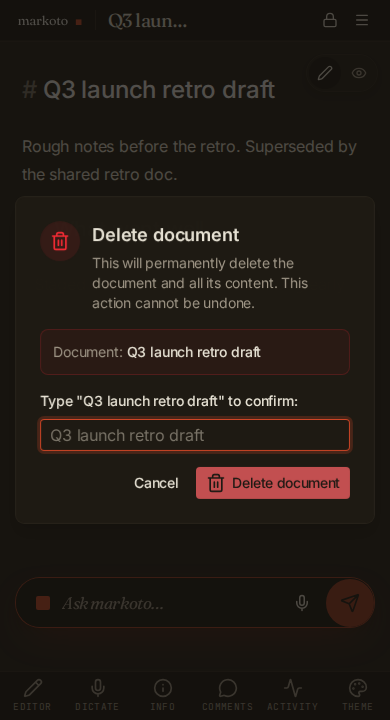 markoto
Q3 laun...
# Q3 launch retro draft
Rough notes before the retro. Superseded by
the shared retro doc.
Delete document
This will permanently delete the
document and all its content. This
action cannot be undone.
Document: Q3 launch retro draft
Type "Q3 launch retro draft" to confirm:
Q3 launch retro draft
Cancel
Delete document
Ask markoto...
EDITOR DICTATE INFO COMMENTS ACTIVITY THEME